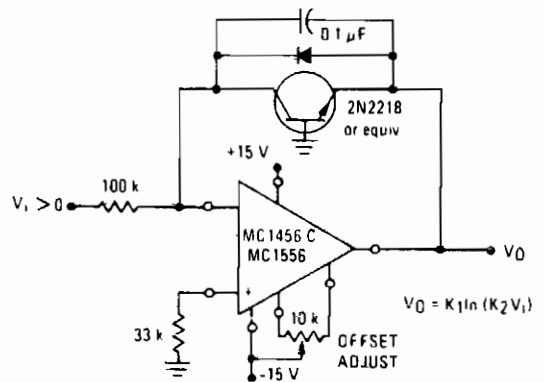 0.1 µF
2N2218
or equiv
+15 V
100 k
V₁ > 0
MC1456 C
MC1556
+
V₀
V₀ = K₁ln (K₂V₁)
10 k
33 k
OFFSET
ADJUST
-15 V